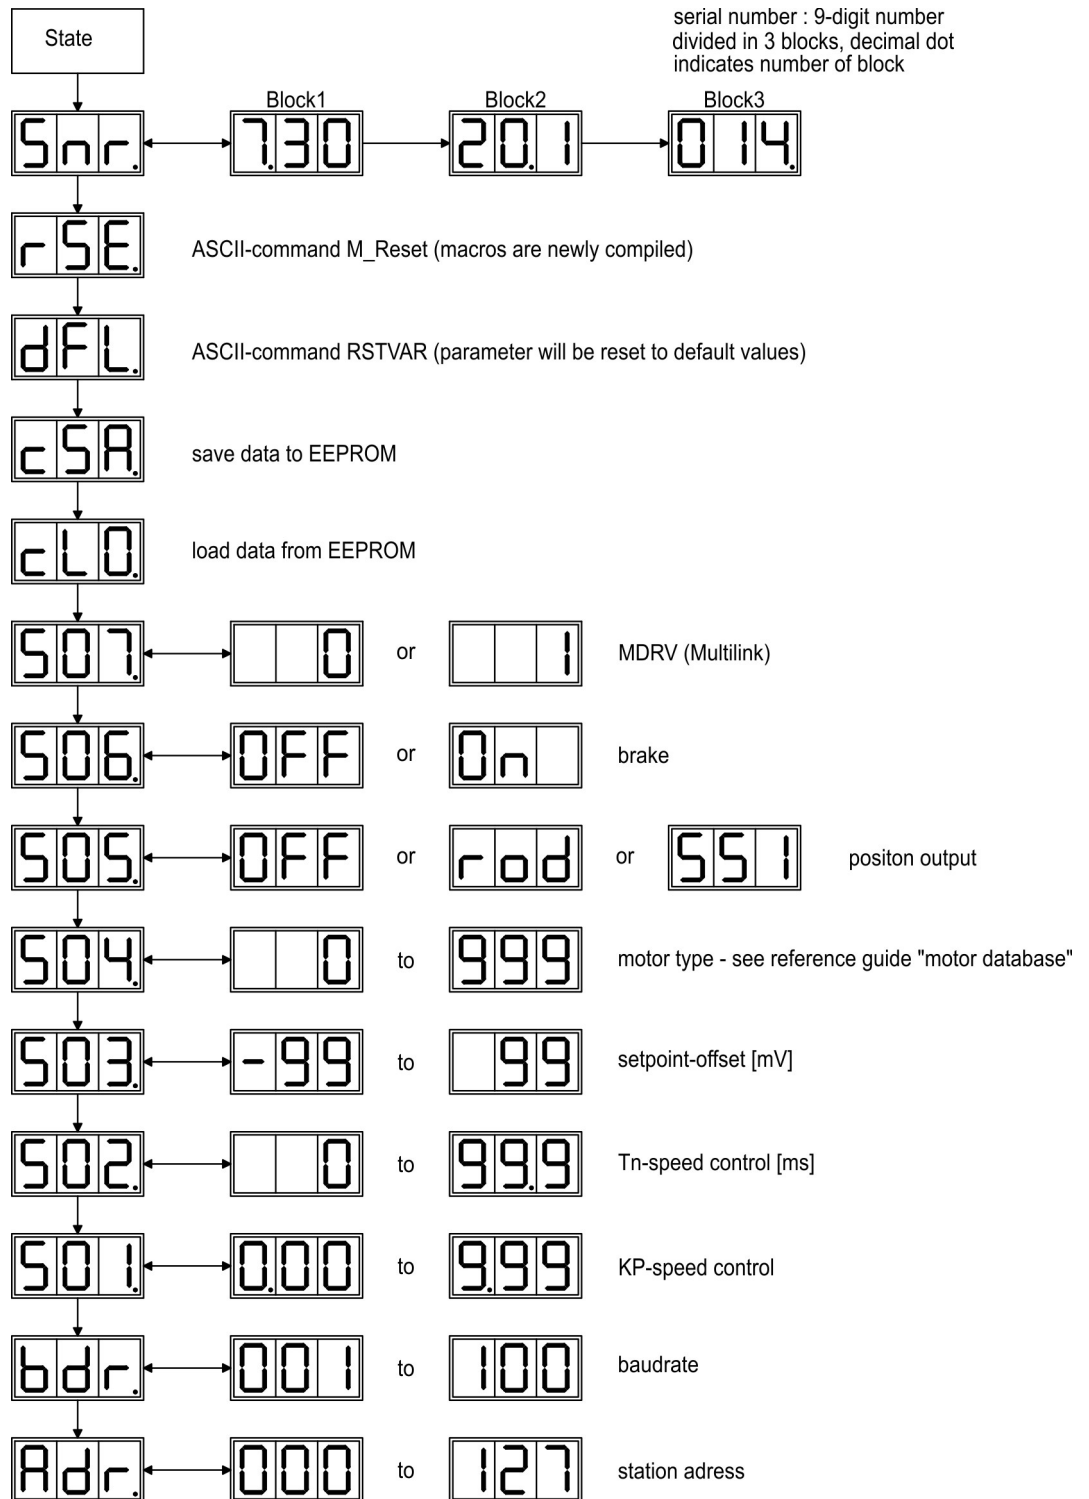 State
serial number : 9-digit number
divided in 3 blocks, decimal dot
indicates number of block
Block1 Block2 Block3
Snr. 7.30 20.1 014.
rSE. ASCII-command M_Reset (macros are newly compiled)
dFL. ASCII-command RSTVAR (parameter will be reset to default values)
cSA. save data to EEPROM
cLO. load data from EEPROM
S07. 0 or 1 MDRV (Multilink)
S06. OFF or On brake
S05. OFF or rod or SS1 positon output
S04. 0 to 999 motor type - see reference guide "motor database"
S03. -99 to 99 setpoint-offset [mV]
S02. 0 to 99.9 Tn-speed control [ms]
S01. 0.00 to 9.99 KP-speed control
bdr. 001 to 100 baudrate
Adr. 000 to 127 station adress